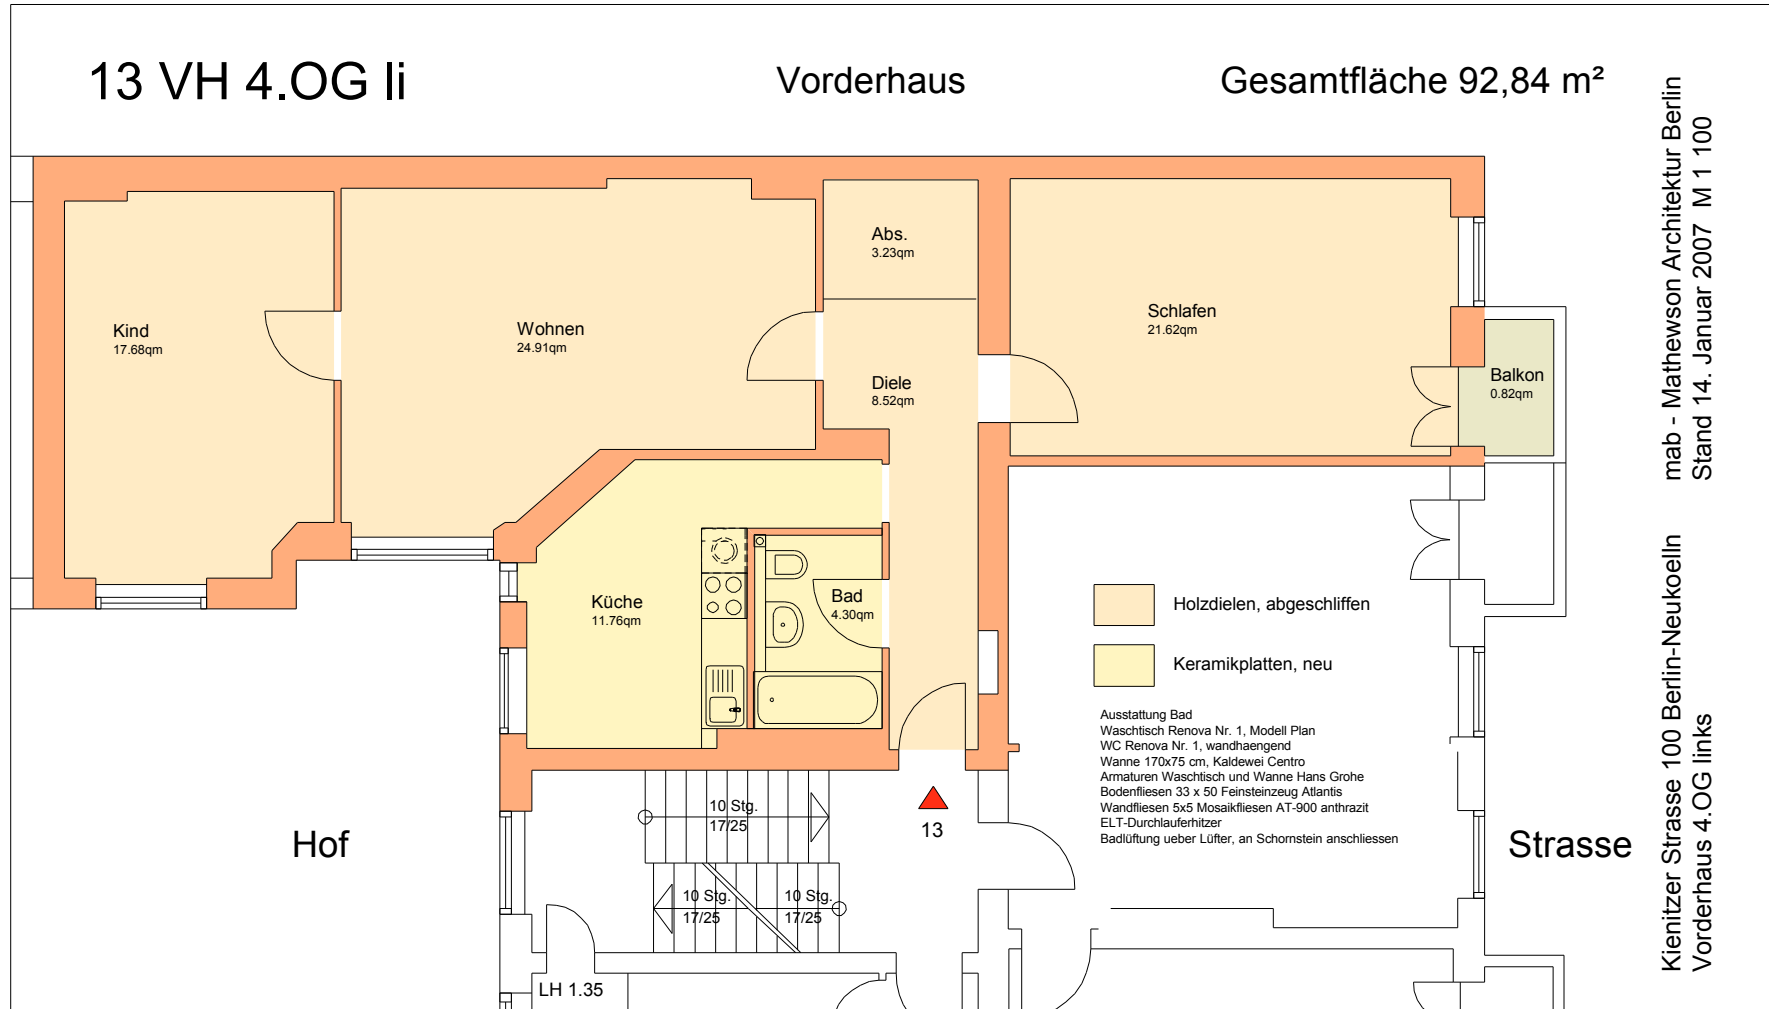 13 VH 4.OG li
Vorderhaus
Gesamtfläche 92,84 m²
mab - Mathewson Architektur Berlin
Stand 14. Januar 2007 M 1 100
Abs.
3.23qm
Kind
17.68qm
Wohnen
24.91qm
Schlafen
21.62qm
Diele
8.52qm
Balkon
0.82qm
Küche
11.76qm
Bad
4.30qm
Holzdielen, abgeschliffen
Keramikplatten, neu
Ausstattung Bad
Waschtisch Renova Nr. 1, Modell Plan
WC Renova Nr. 1, wandhaengend
Wanne 170x75 cm, Kaldewei Centro
Armaturen Waschtisch und Wanne Hans Grohe
Bodenfliesen 33 x 50 Feinsteinzeug Atlantis
Wandfliesen 5x5 Mosaikfliesen AT-900 anthrazit
ELT-Durchlauferhitzer
Badlüftung ueber Lüfter, an Schornstein anschliessen
Kienitzer Strasse 100 Berlin-Neukoelln
Vorderhaus 4.OG links
Hof
10 Stg.
17/25
13
Strasse
10 Stg.
17/25
10 Stg.
17/25
LH 1.35